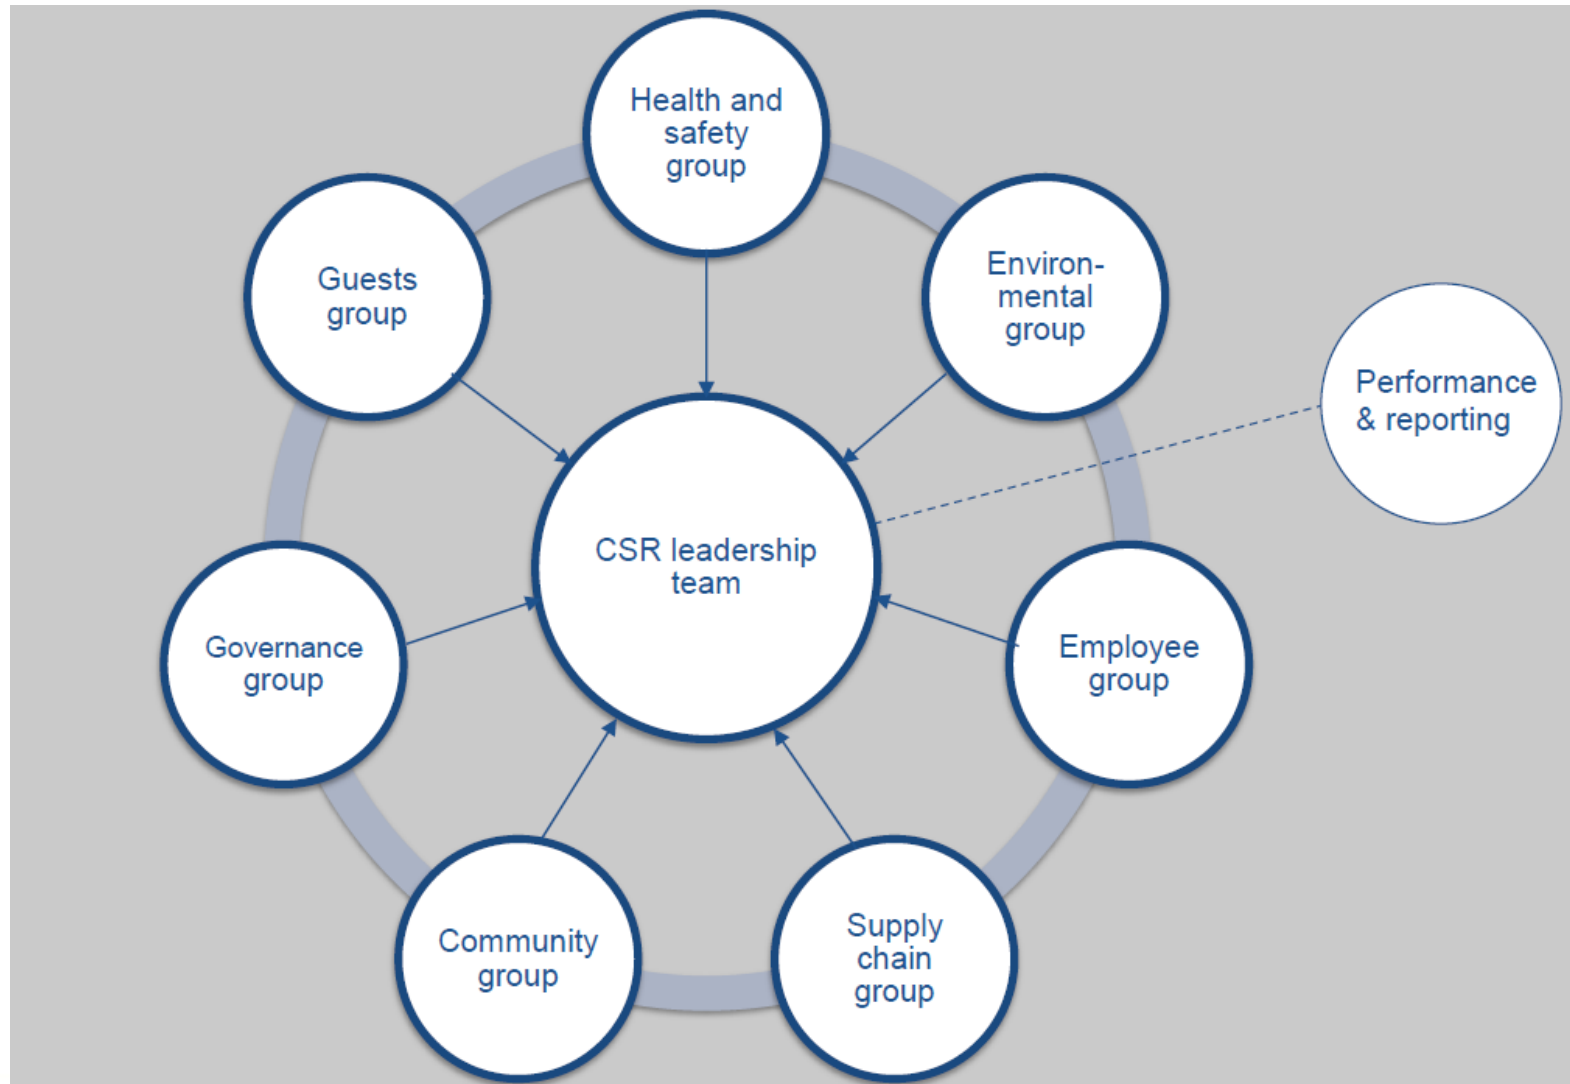 Health and
safety
group
Guests
group
Environ-
mental
group
Performance
& reporting
CSR leadership
team
Governance
group
Employee
group
Community
group
Supply
chain
group